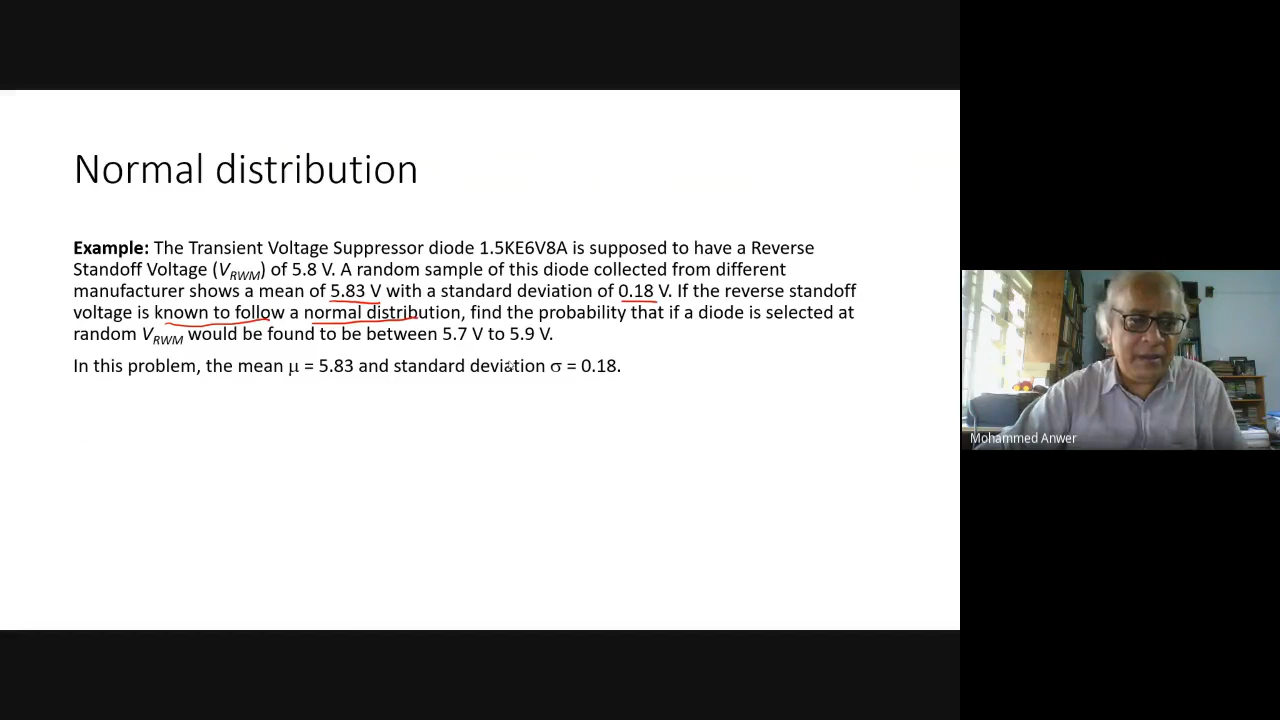 Normal distribution
Example: The Transient Voltage Suppressor diode 1.5KE6V8A is supposed to have a Reverse
Standoff Voltage (VRWM) of 5.8 V. A random sample of this diode collected from different
manufacturer shows a mean of 5.83 V with a standard deviation of 0.18 V. If the reverse standoff
voltage is known to follow a normal distribution, find the probability that if a diode is selected at
random VRWM would be found to be between 5.7 V to 5.9 V.
In this problem, the mean μ = 5.83 and standard deviation σ = 0.18.
Mohammed Anwer